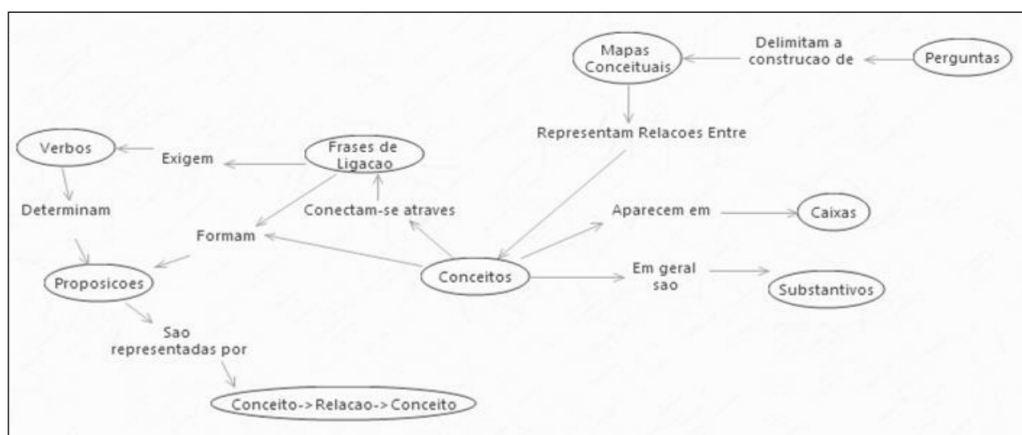 Mapas
Conceituais
Delimitam a
construcao de
Perguntas
Representam Relacoes Entre
Verbos
Exigem
Frases de
Ligacao
Determinam
Conectam-se atraves
Aparecem em
Caixas
Formam
Proposicoes
Conceitos
Em geral
sao
Substantivos
Sao
representadas por
Conceito->Relacao->Conceito